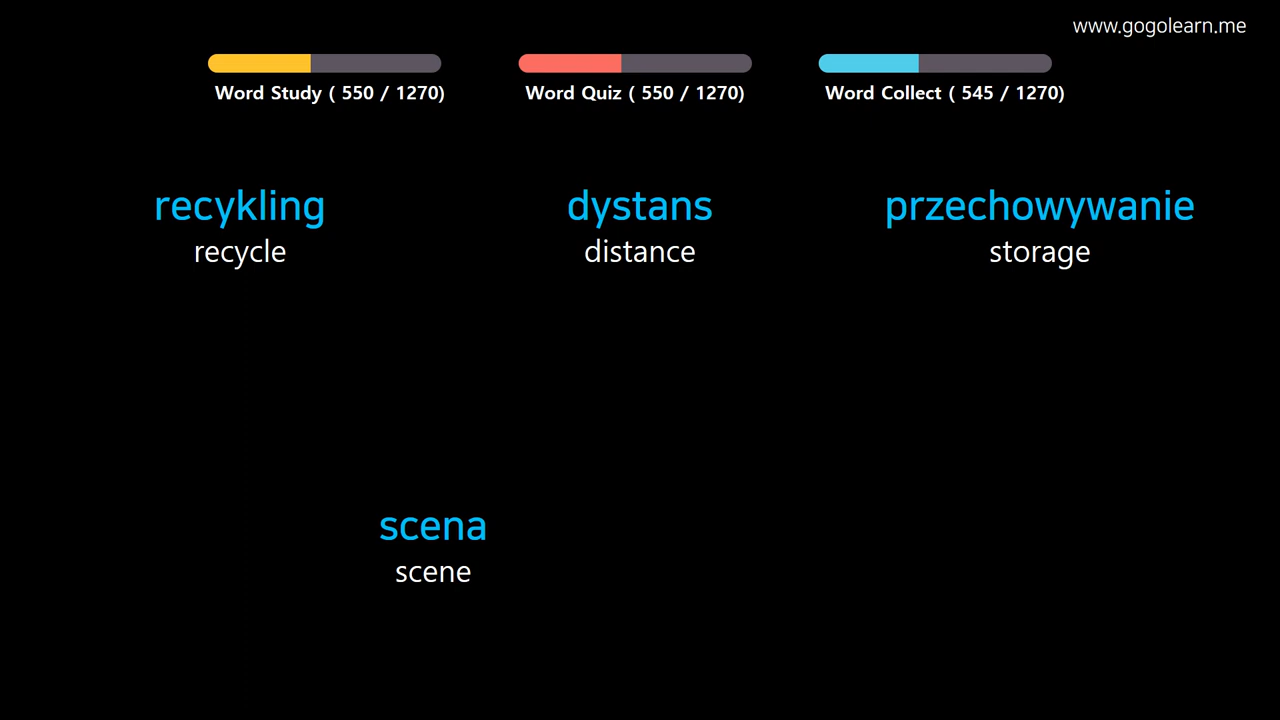 www.gogolearn.me
Word Study ( 550 / 1270)
Word Quiz ( 550 / 1270)
Word Collect ( 545 / 1270)
recykling
recycle
dystans
distance
przechowywanie
storage
scena
scene